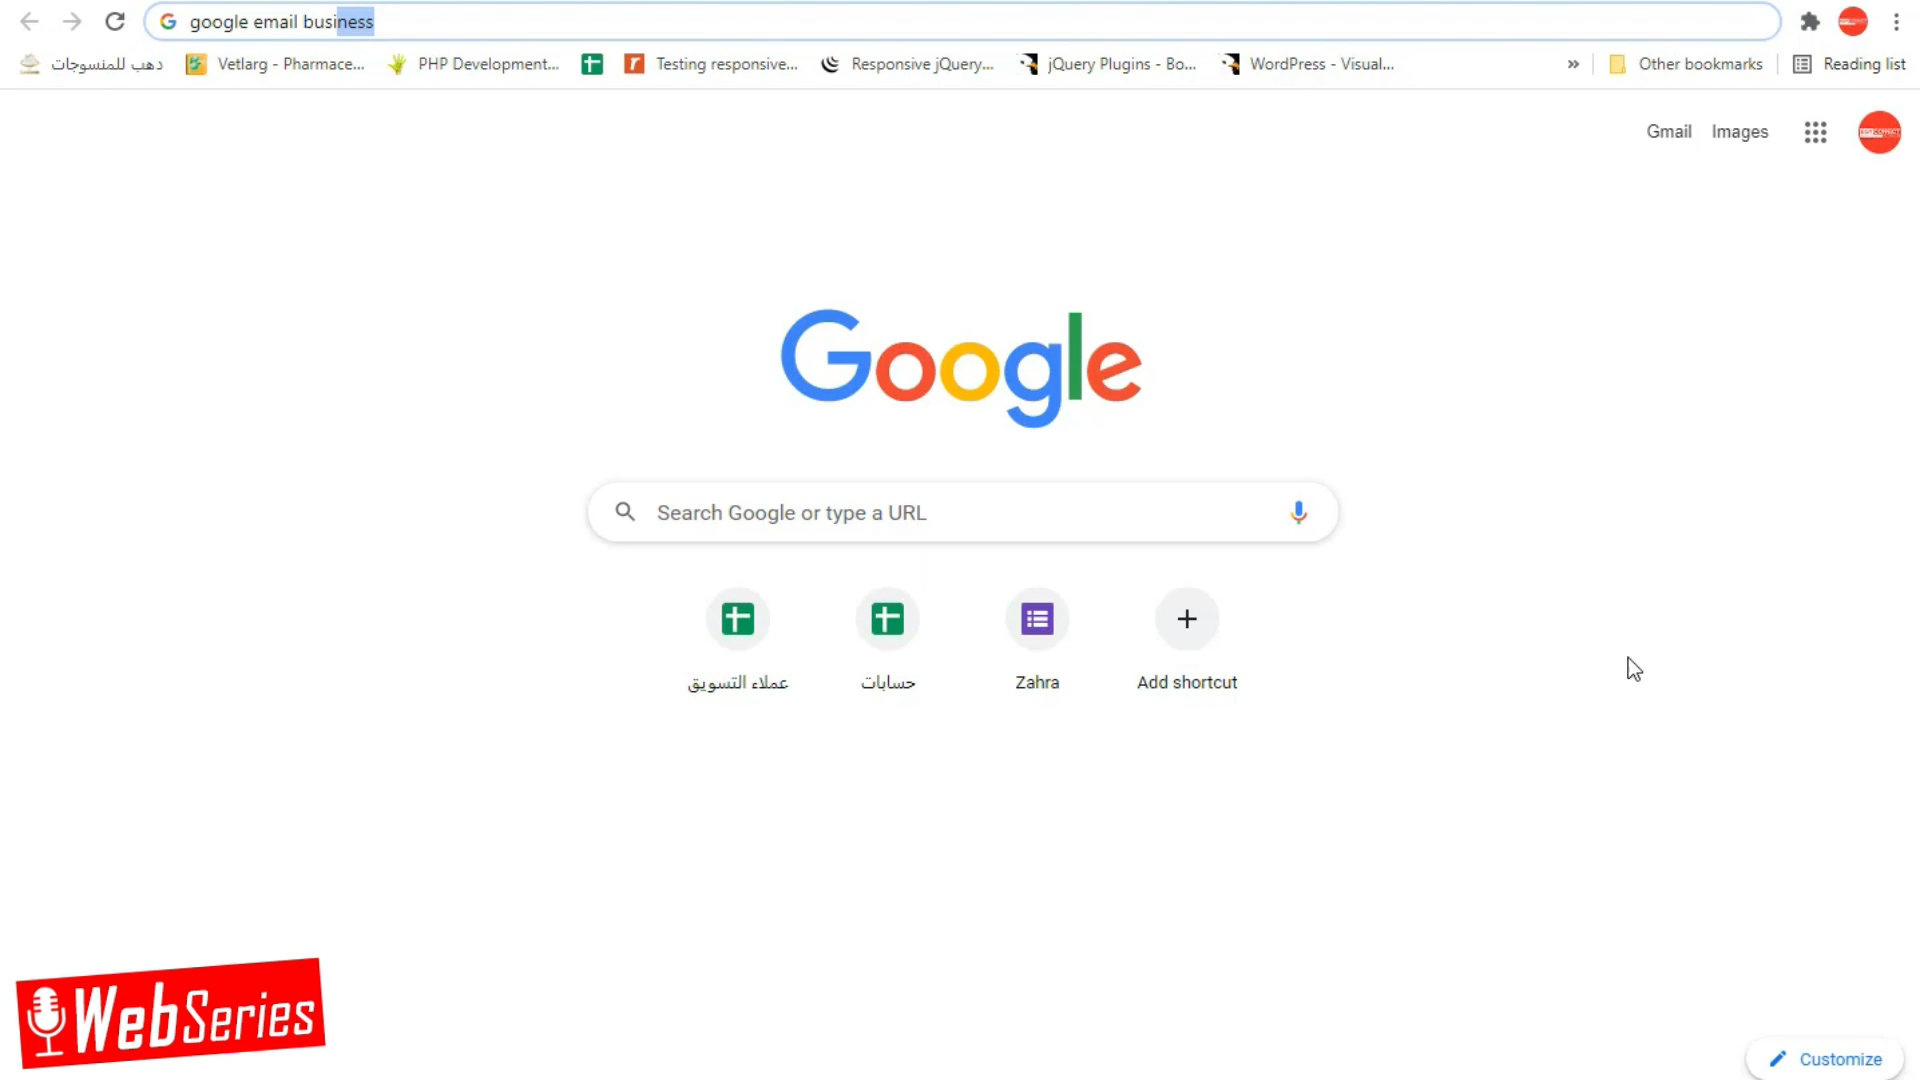 google email business
دهب للمنسوجات
Vetlarg - Pharmace...
PHP Development...
Testing responsive...
Responsive jQuery...
jQuery Plugins - Bo...
WordPress - Visual...
»
Other bookmarks
Reading list
Gmail
Images
Google
Search Google or type a URL
عملاء التسويق
حسابات
Zahra
Add shortcut
WebSeries
Customize